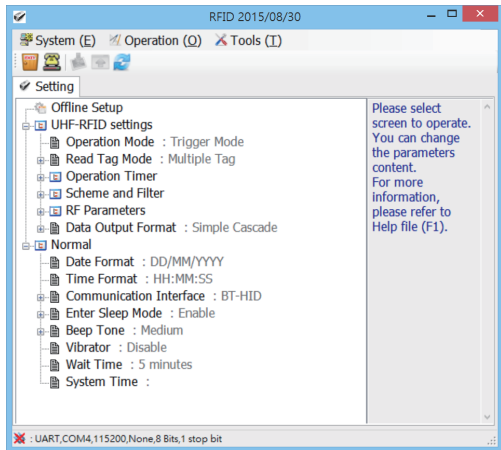 RFID 2015/08/30
System (E) Operation (O) Tools (T)
Setting
Offline Setup
UHF-RFID settings
Operation Mode : Trigger Mode
Read Tag Mode : Multiple Tag
Operation Timer
Scheme and Filter
RF Parameters
Data Output Format : Simple Cascade
Normal
Date Format : DD/MM/YYYY
Time Format : HH:MM:SS
Communication Interface : BT-HID
Enter Sleep Mode : Enable
Beep Tone : Medium
Vibrator : Disable
Wait Time : 5 minutes
System Time :
Please select
screen to operate.
You can change
the parameters
content.
For more
information,
please refer to
Help file (F1).
: UART,COM4,115200,None,8 Bits,1 stop bit